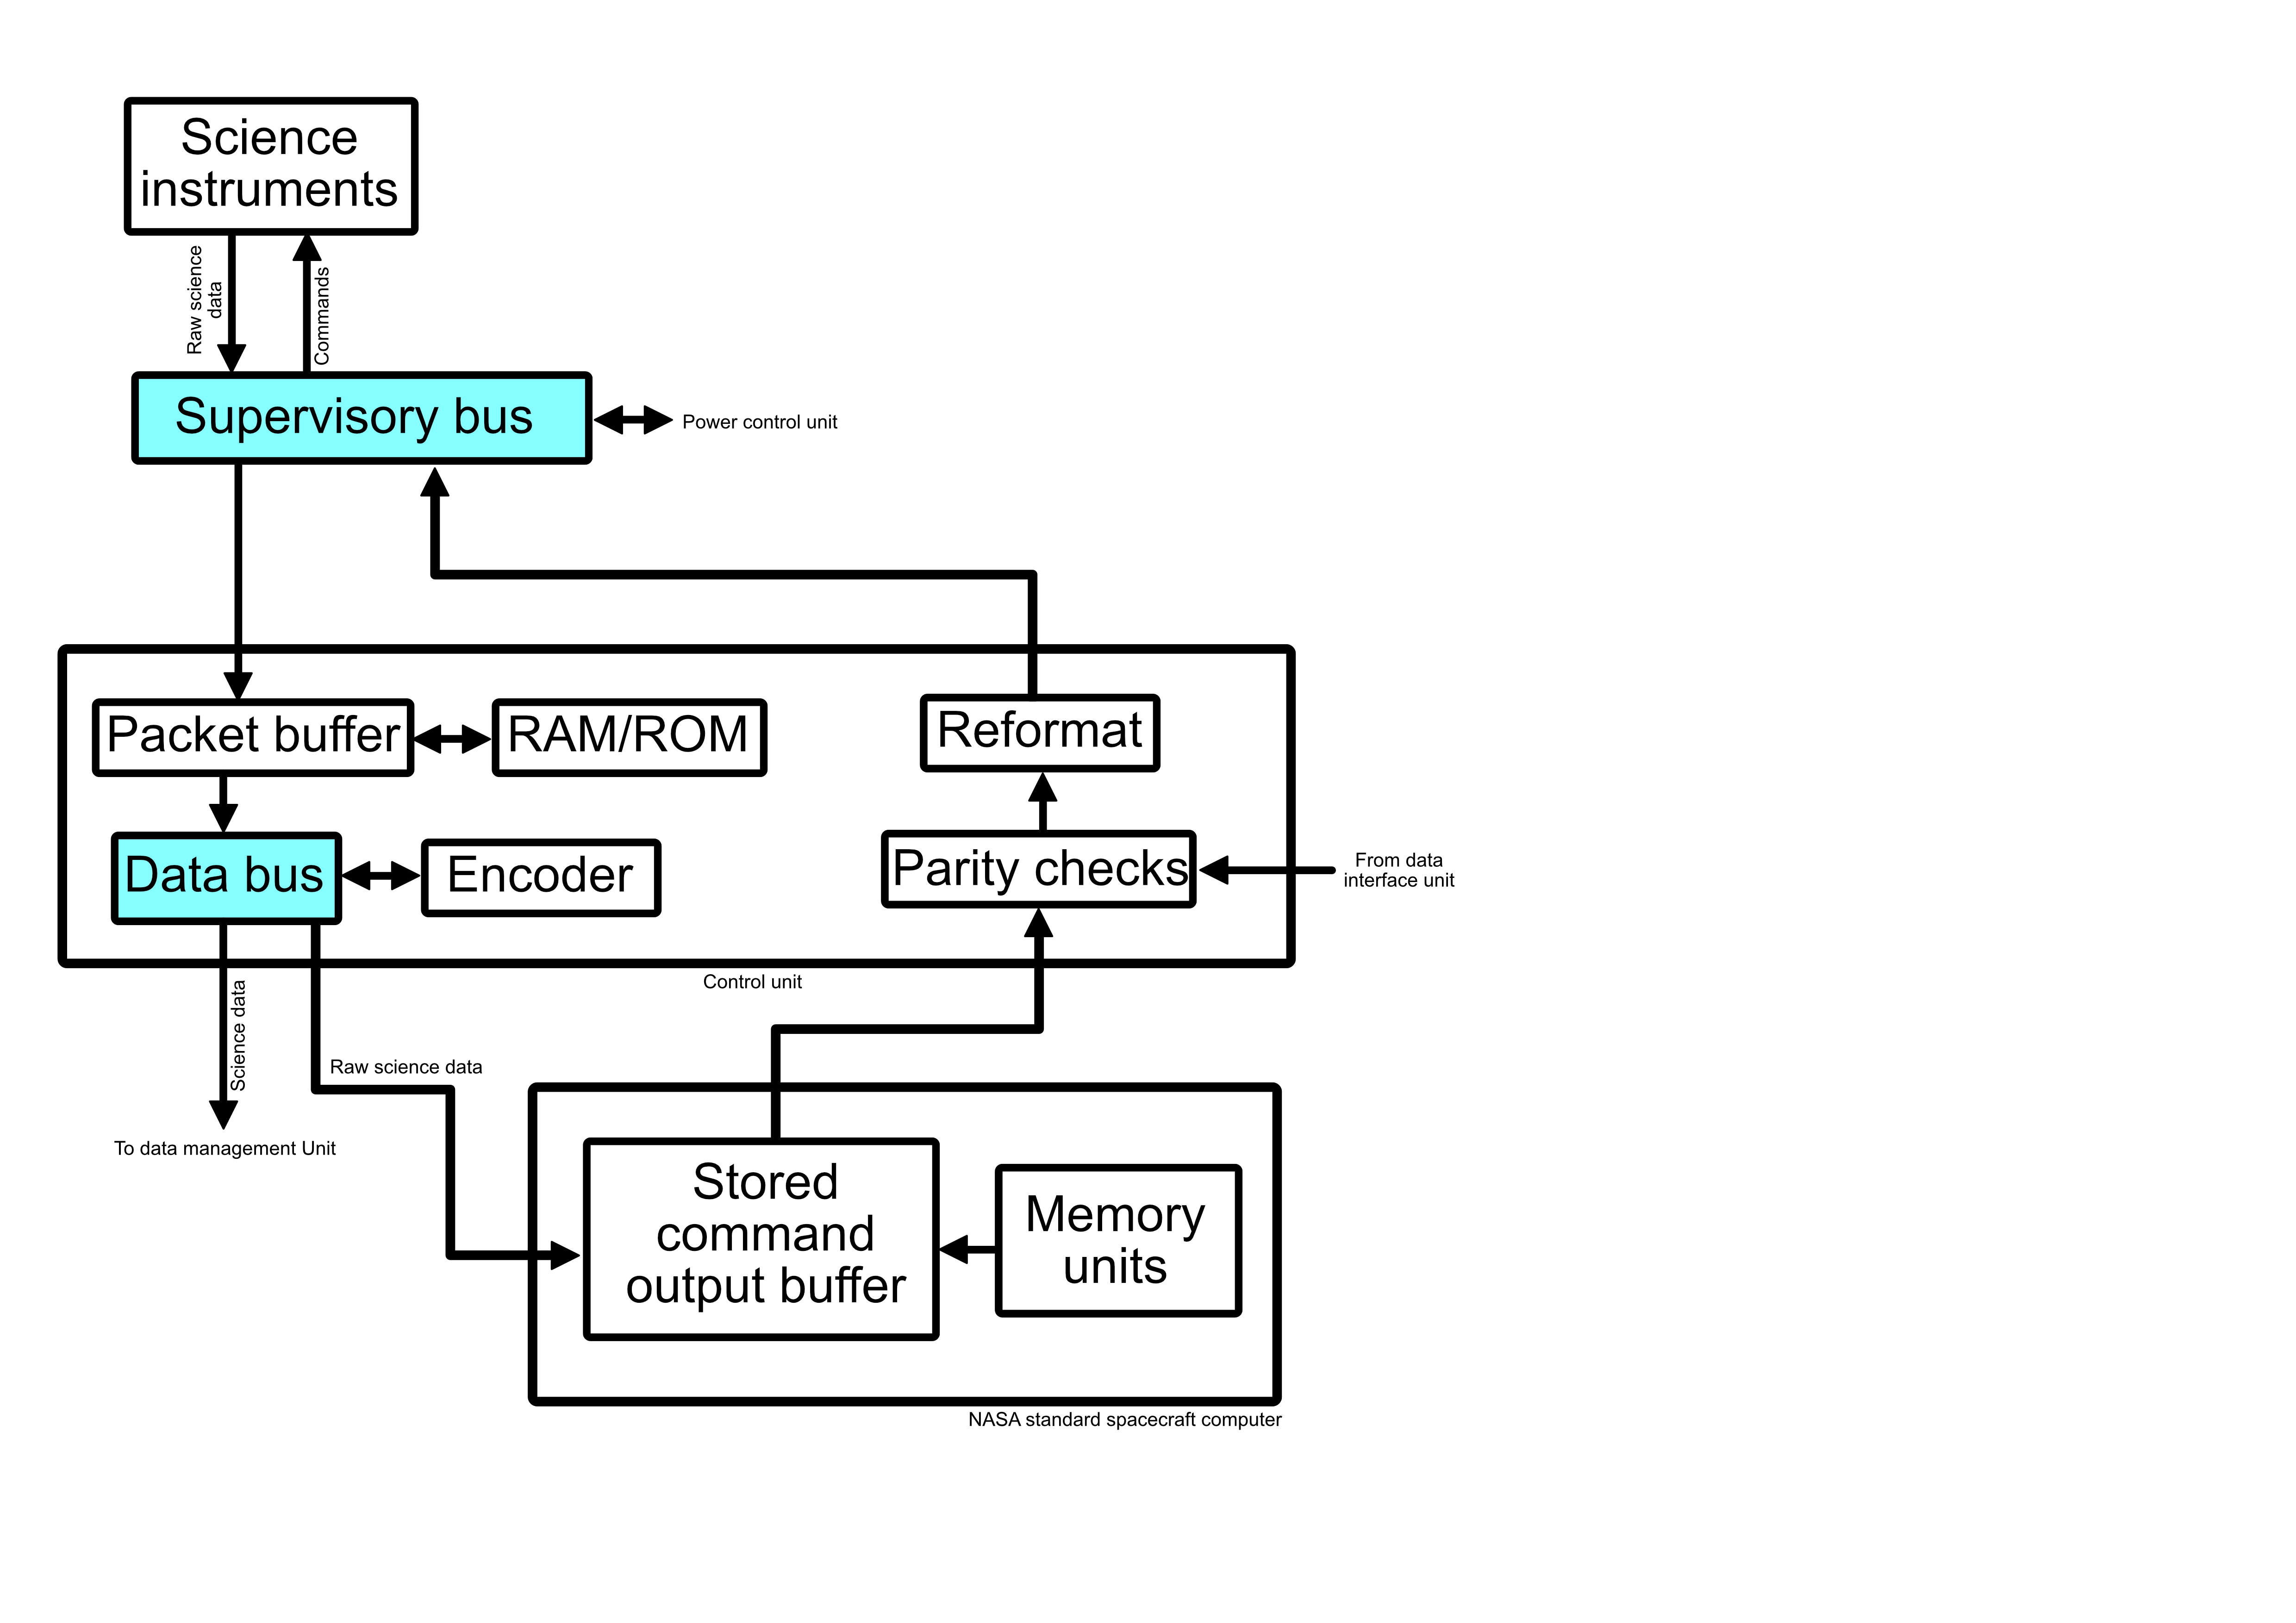 Science
instruments
Raw science
data
Commands
Supervisory bus
Power control unit
Packet buffer
RAM/ROM
Reformat
Data bus
Encoder
Parity checks
From data
interface unit
Control unit
Science data
Raw science data
To data management Unit
Stored
command
output buffer
Memory
units
NASA standard spacecraft computer